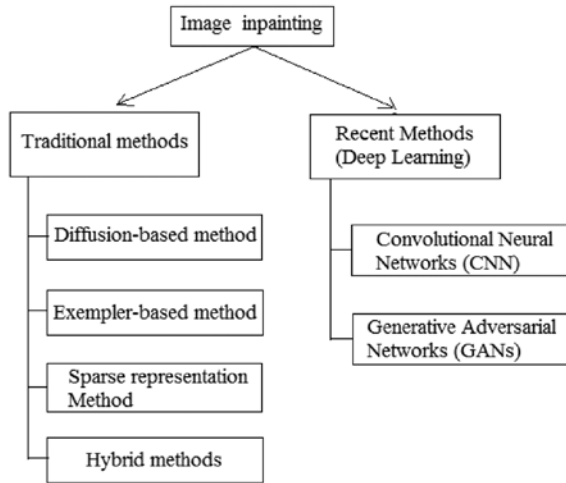 Image inpainting
Traditional methods
Diffusion-based method
Exempler-based method
Sparse representation
Method
Hybrid methods
Recent Methods
(Deep Learning)
Convolutional Neural
Networks (CNN)
Generative Adversarial
Networks (GANs)